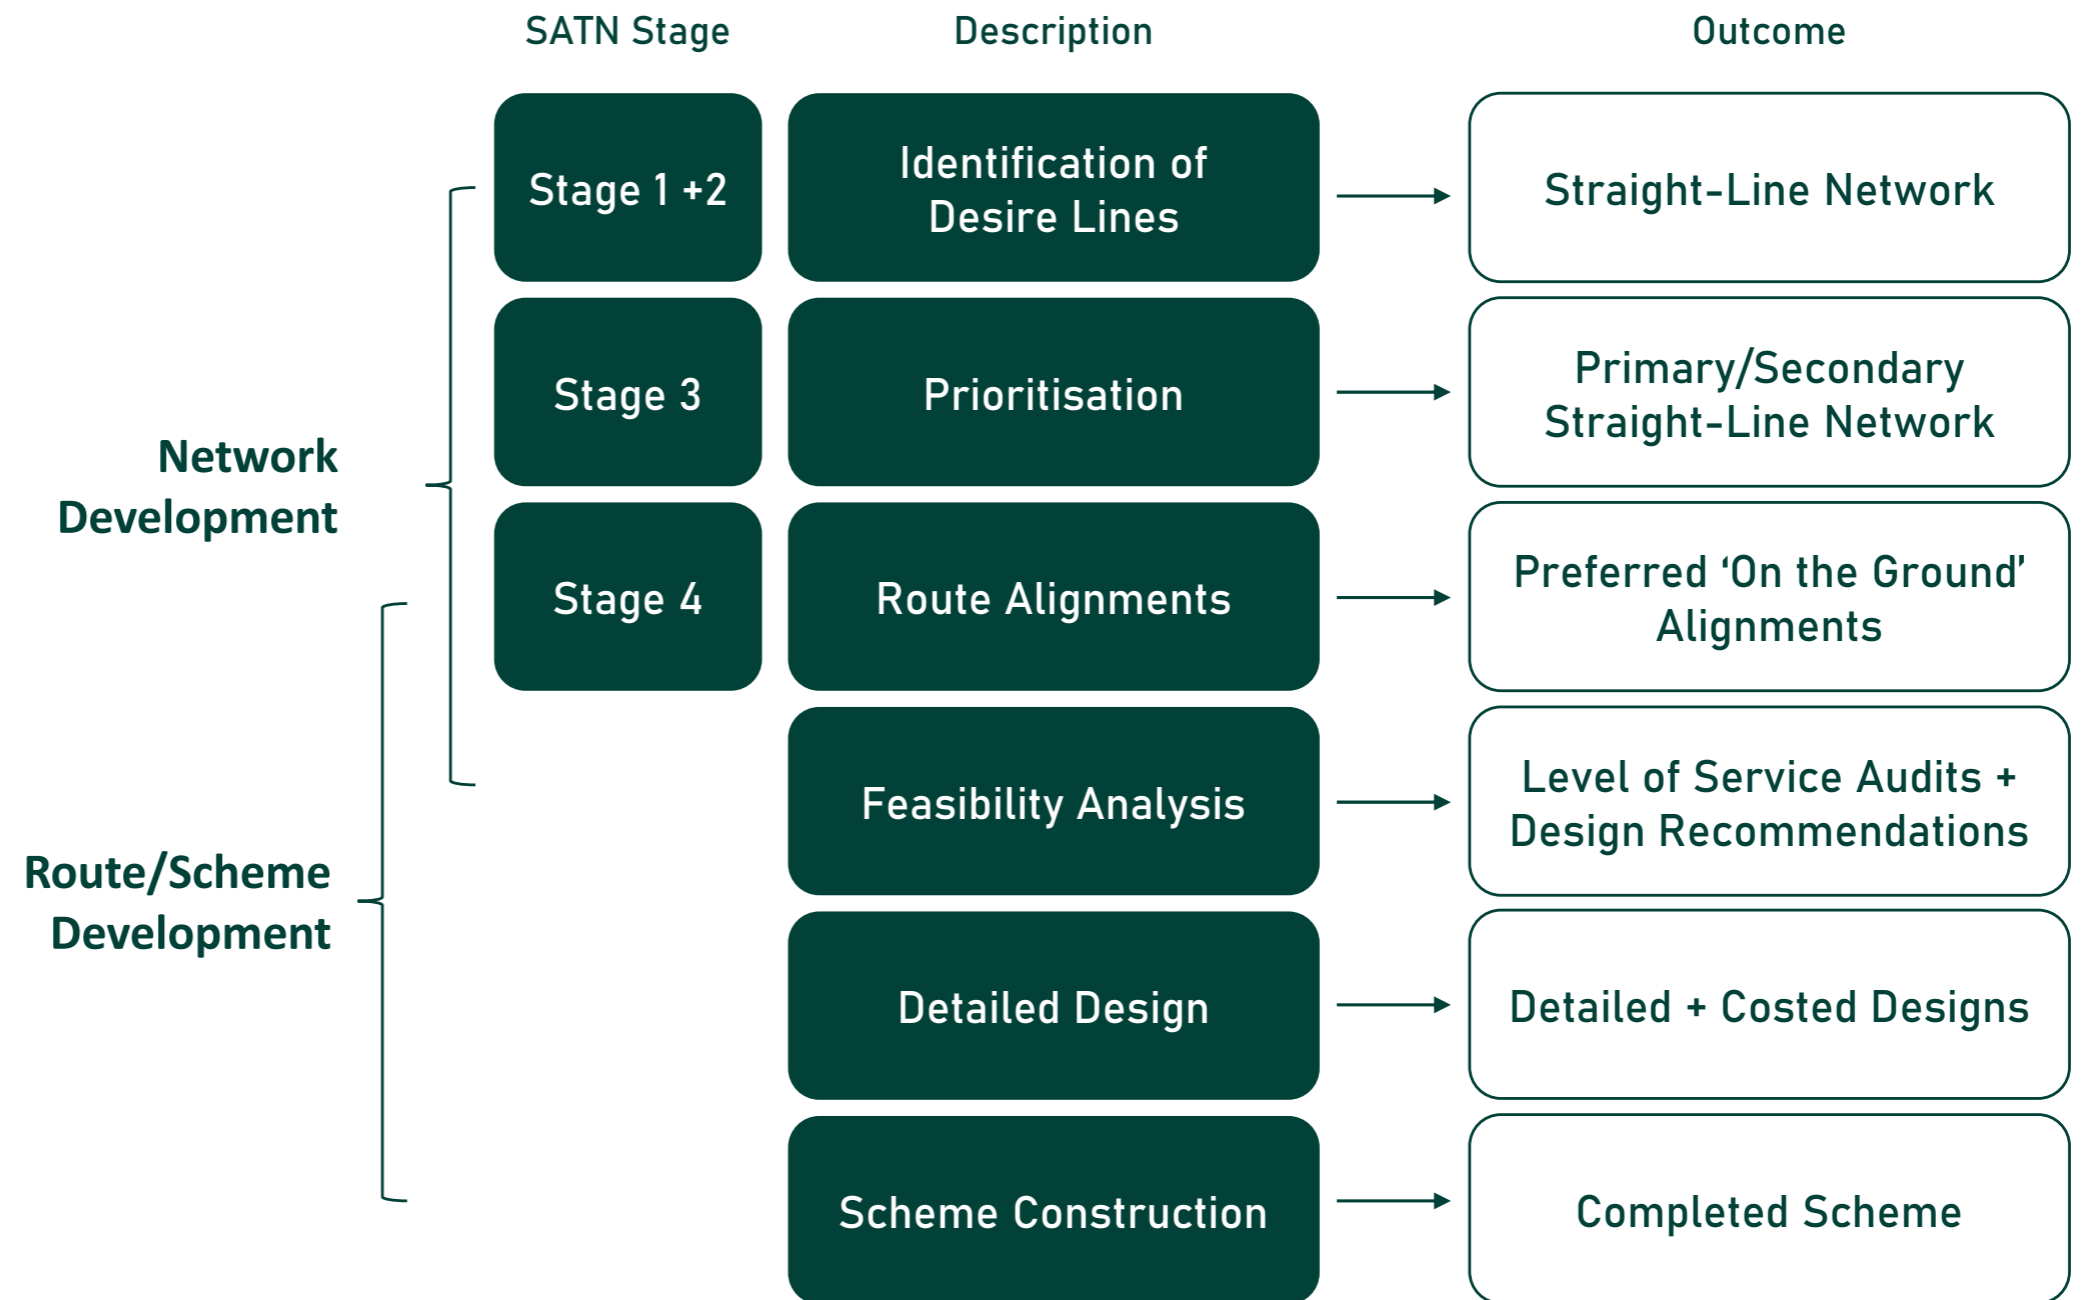 SATN Stage
Description
Outcome
Stage 1 +2
Identification of
Desire Lines
Straight-Line Network
Stage 3
Prioritisation
Primary/Secondary
Straight-Line Network
Network
Development
Stage 4
Route Alignments
Preferred ‘On the Ground’
Alignments
Feasibility Analysis
Level of Service Audits +
Design Recommendations
Route/Scheme
Development
Detailed Design
Detailed + Costed Designs
Scheme Construction
Completed Scheme